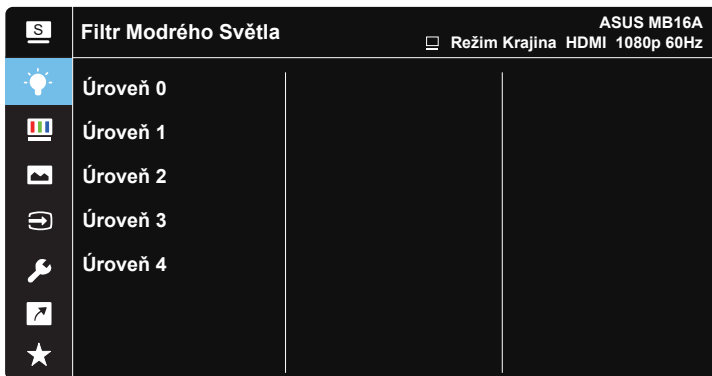 S
Filtr Modrého Světla
ASUS MB16A
Režim Krajina HDMI 1080p 60Hz
Úroveň 0
Úroveň 1
Úroveň 2
Úroveň 3
Úroveň 4